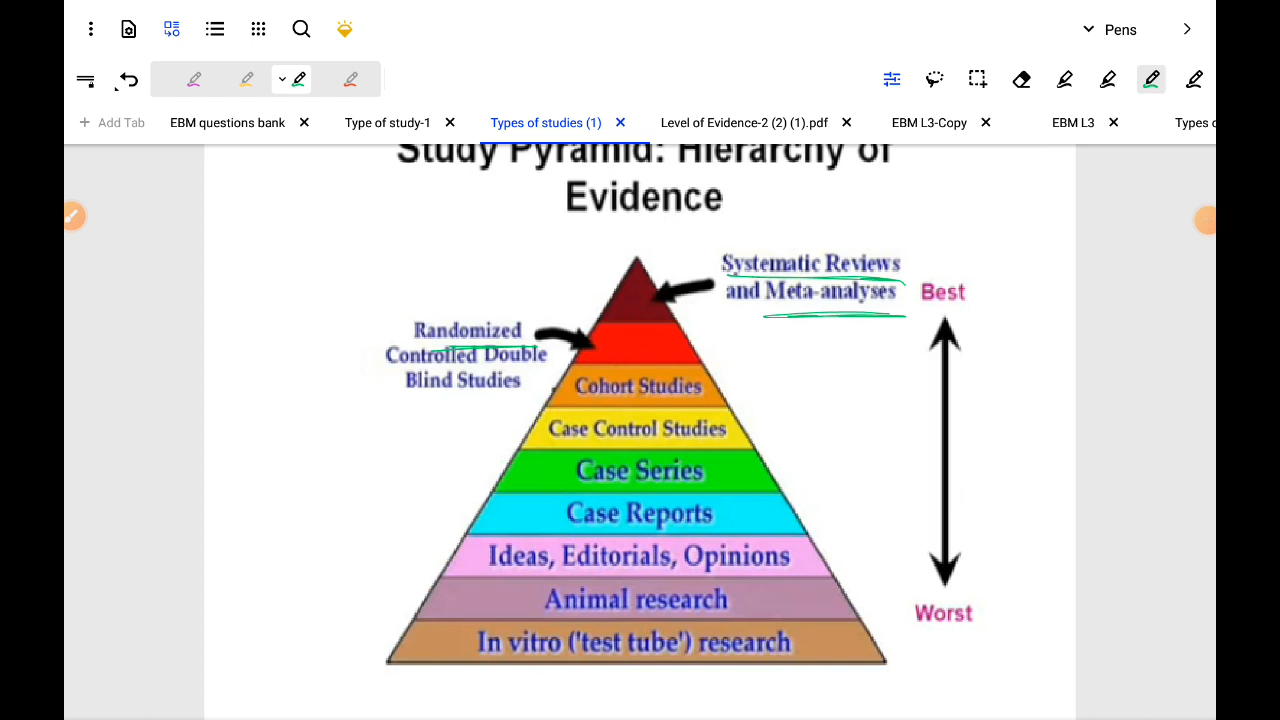 Pens
Add Tab
EBM questions bank
Type of study-1
Types of studies (1)
Level of Evidence-2 (2) (1).pdf
EBM L3-Copy
EBM L3
Types o
Study Pyramid: Hierarchy of
Evidence
Systematic Reviews
and Meta-analyses
Best
Randomized
Controlled Double
Blind Studies
Cohort Studies
Case Control Studies
Case Series
Case Reports
Ideas, Editorials, Opinions
Animal research
Worst
In vitro ('test tube') research